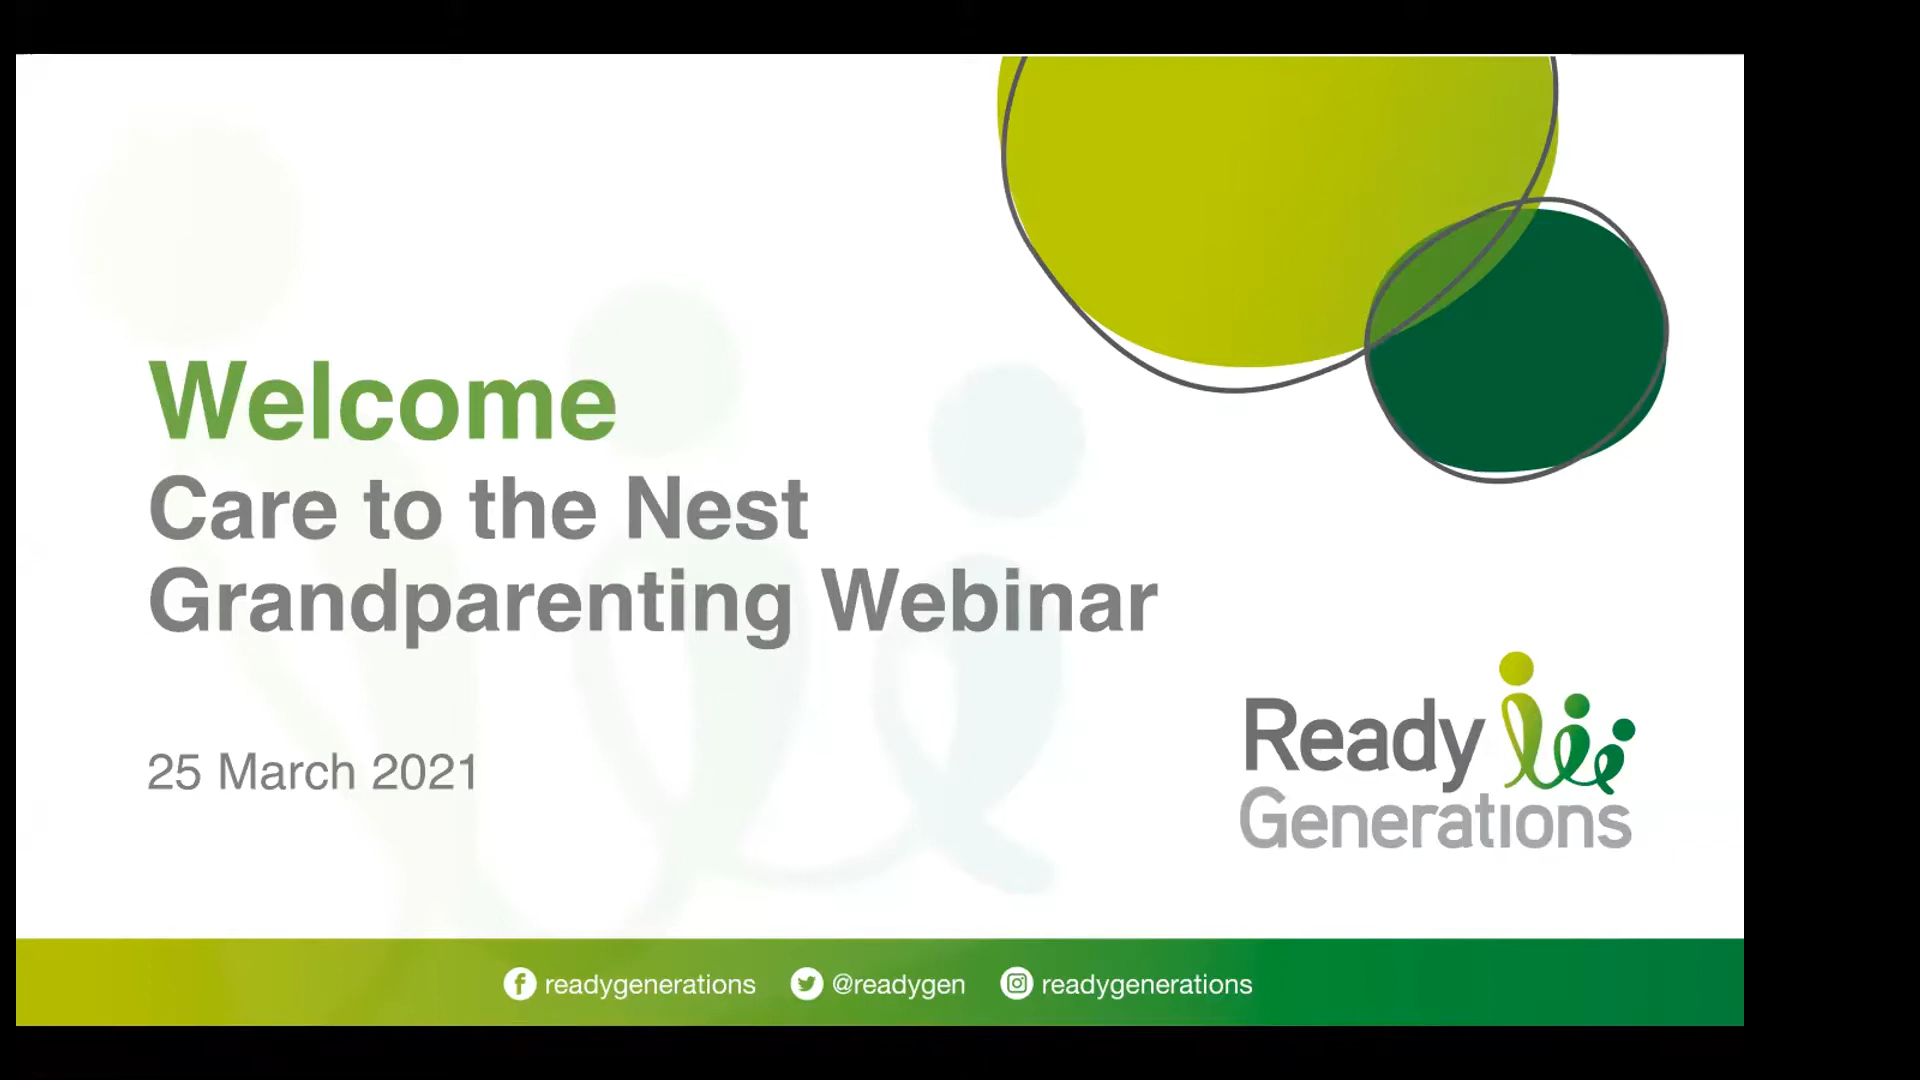 Welcome
Care to the Nest
Grandparenting Webinar
25 March 2021
Ready
Generations
readygenerations @readygen readygenerations